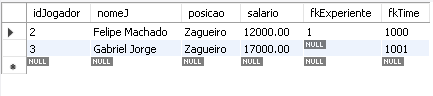 idJogador nomeJ posicao salario fkExperiente fkTime
2 Felipe Machado Zagueiro 12000.00 1 1000
3 Gabriel Jorge Zagueiro 17000.00 NULL 1001
NULL NULL NULL NULL NULL NULL